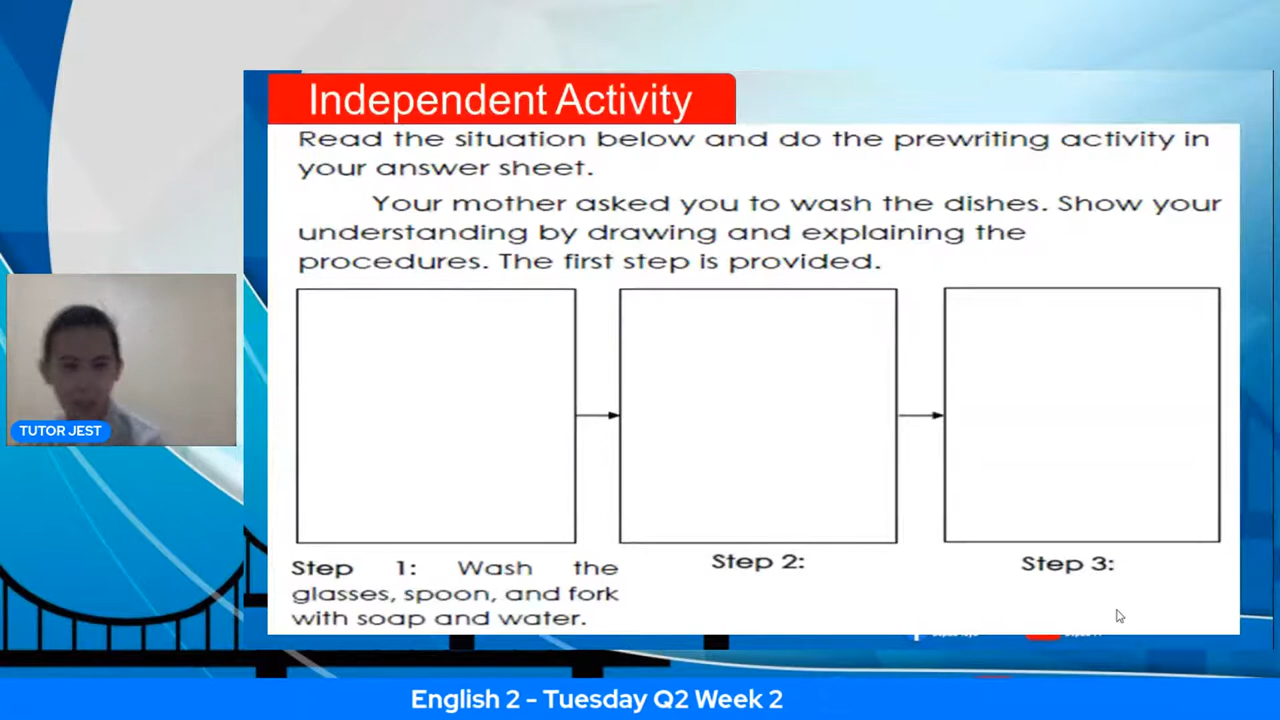 Independent Activity
Read the situation below and do the prewriting activity in
your answer sheet.
Your mother asked you to wash the dishes. Show your
understanding by drawing and explaining the
procedures. The first step is provided.
TUTOR JEST
Step 1: Wash the
glasses, spoon, and fork
with soap and water.
Step 2:
Step 3:
English 2 - Tuesday Q2 Week 2